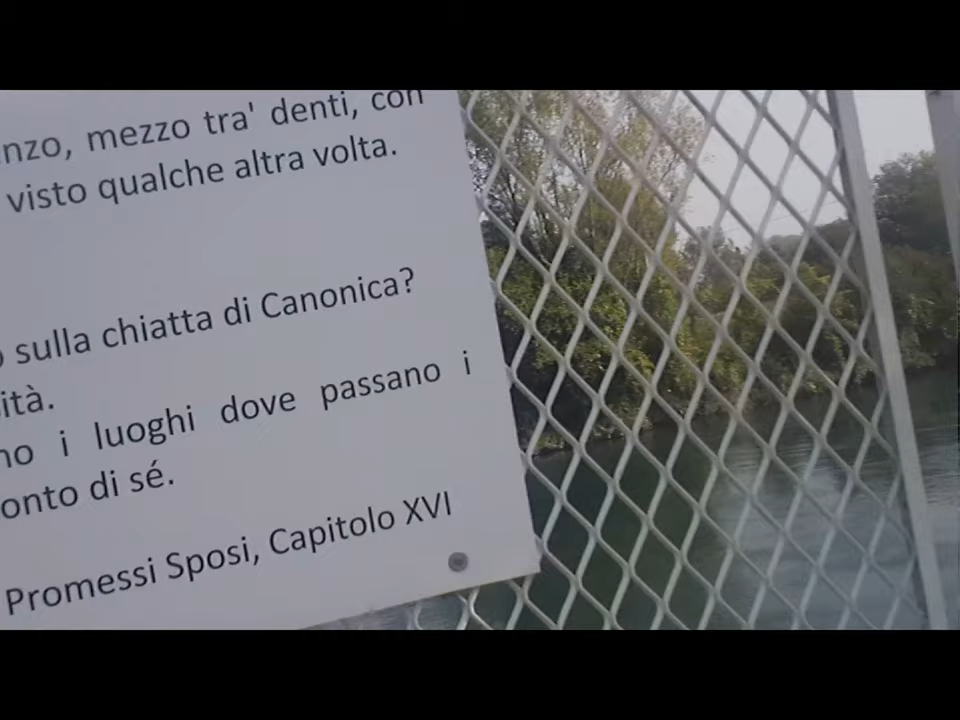 nzo, mezzo tra' denti, con
visto qualche altra volta.
sulla chiatta di Canonica?
ità.
no i luoghi dove passano i
onto di sé.
Promessi Sposi, Capitolo XVI